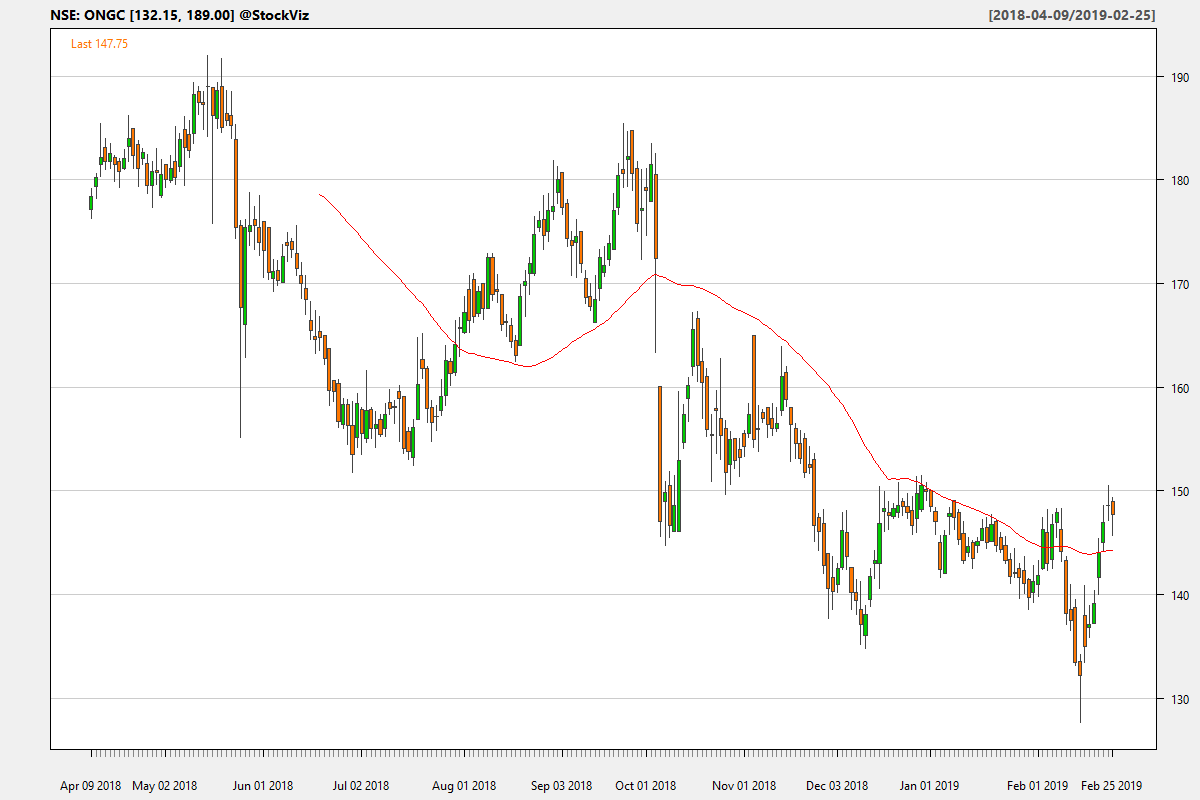 NSE: ONGC [132.15, 189.00] @StockViz [2018-04-09/2019-02-25]
Last 147.75
190
180
170
160
150
140
130
Apr 09 2018 May 02 2018 Jun 01 2018 Jul 02 2018 Aug 01 2018 Sep 03 2018 Oct 01 2018 Nov 01 2018 Dec 03 2018 Jan 01 2019 Feb 01 2019 Feb 25 2019